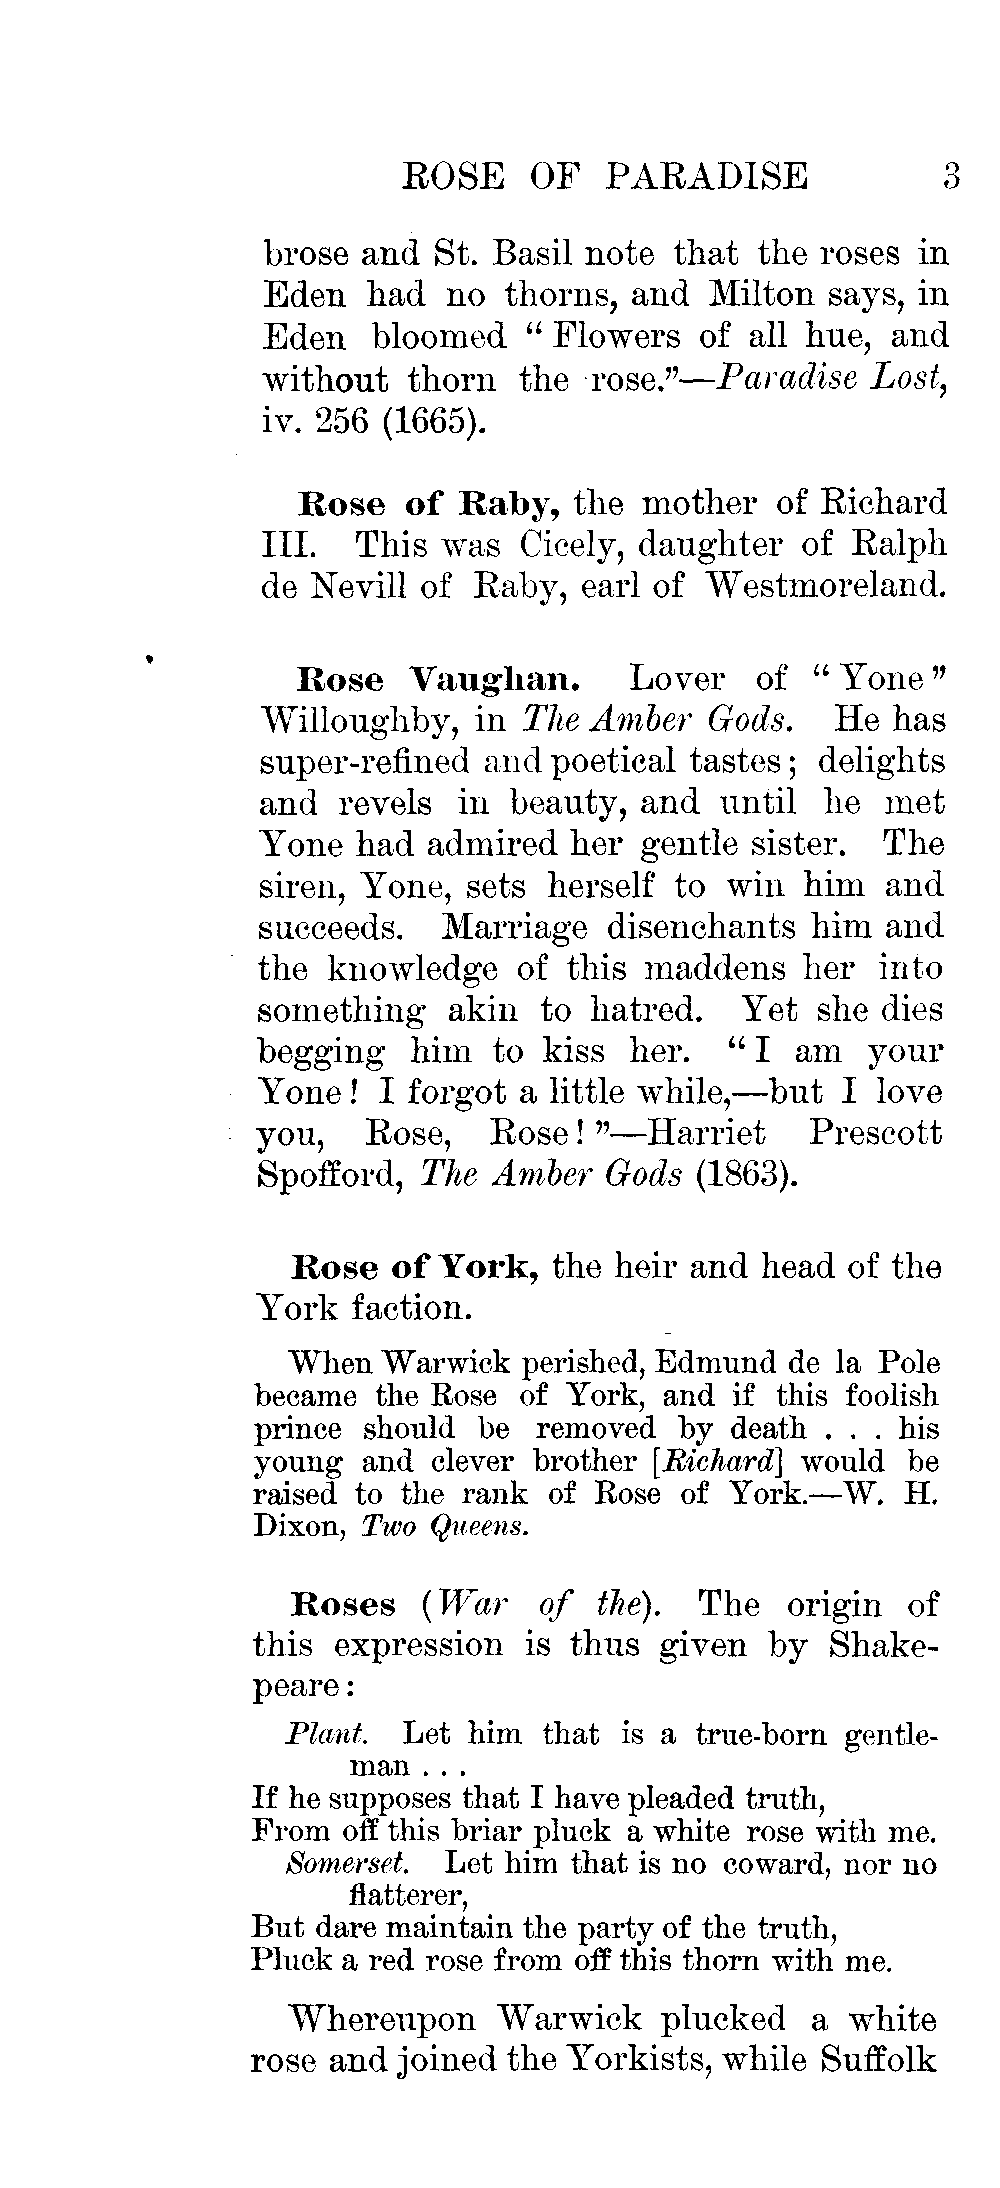 ROSE OF PARADISE 3
brose and St. Basil note that the roses in
Eden had no thorns, and Milton says, in
Eden bloomed “Flowers of all hue, and
without thorn the rose.”—Paradise Lost,
iv. 256 (1665).
Rose of Raby, the mother of Richard
III. This was Cicely, daughter of Ralph
de Nevill of Raby, earl of Westmoreland.
Rose Vaughan. Lover of “Yone”
Willoughby, in The Amber Gods. He has
super-refined and poetical tastes; delights
and revels in beauty, and until he met
Yone had admired her gentle sister. The
siren, Yone, sets herself to win him and
succeeds. Marriage disenchants him and
the knowledge of this maddens her into
something akin to hatred. Yet she dies
begging him to kiss her. “I am your
Yone! I forgot a little while,—but I love
you, Rose, Rose!”—Harriet Prescott
Spofford, The Amber Gods (1863).
Rose of York, the heir and head of the
York faction.
When Warwick perished, Edmund de la Pole
became the Rose of York, and if this foolish
prince should be removed by death . . . his
young and clever brother [Richard] would be
raised to the rank of Rose of York.—W. H.
Dixon, Two Queens.
Roses (War of the). The origin of
this expression is thus given by Shake-
peare:
Plant. Let him that is a true-born gentle-
man . . .
If he supposes that I have pleaded truth,
From off this briar pluck a white rose with me.
Somerset. Let him that is no coward, nor no
flatterer,
But dare maintain the party of the truth,
Pluck a red rose from off this thorn with me.
Whereupon Warwick plucked a white
rose and joined the Yorkists, while Suffolk